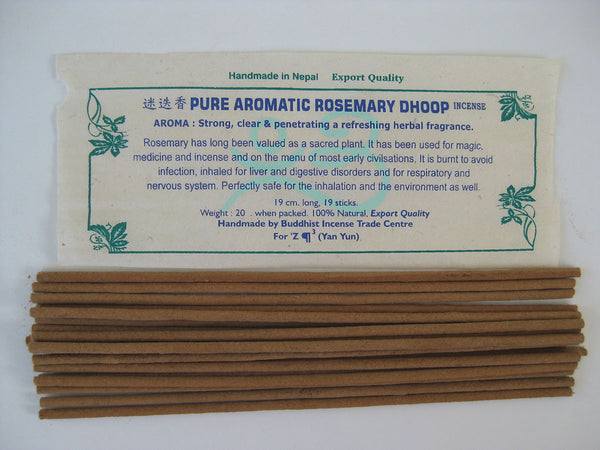 Handmade in Nepal Export Quality
迷迭香 PURE AROMATIC ROSEMARY DHOOP INCENSE
AROMA : Strong, clear & penetrating a refreshing herbal fragrance.
Rosemary has long been valued as a sacred plant. It has been used for magic,
medicine and incense and on the menu of most early civilsations. It is burnt to avoid
infection, inhaled for liver and digestive disorders and for respiratory and
nervous system. Perfectly safe for the inhalation and the environment as well.
19 cm. long, 19 sticks.
Weight : 20 . when packed. 100% Natural, Export Quality
Handmade by Buddhist Incense Trade Centre
For 'Z ¶³ (Yan Yun)